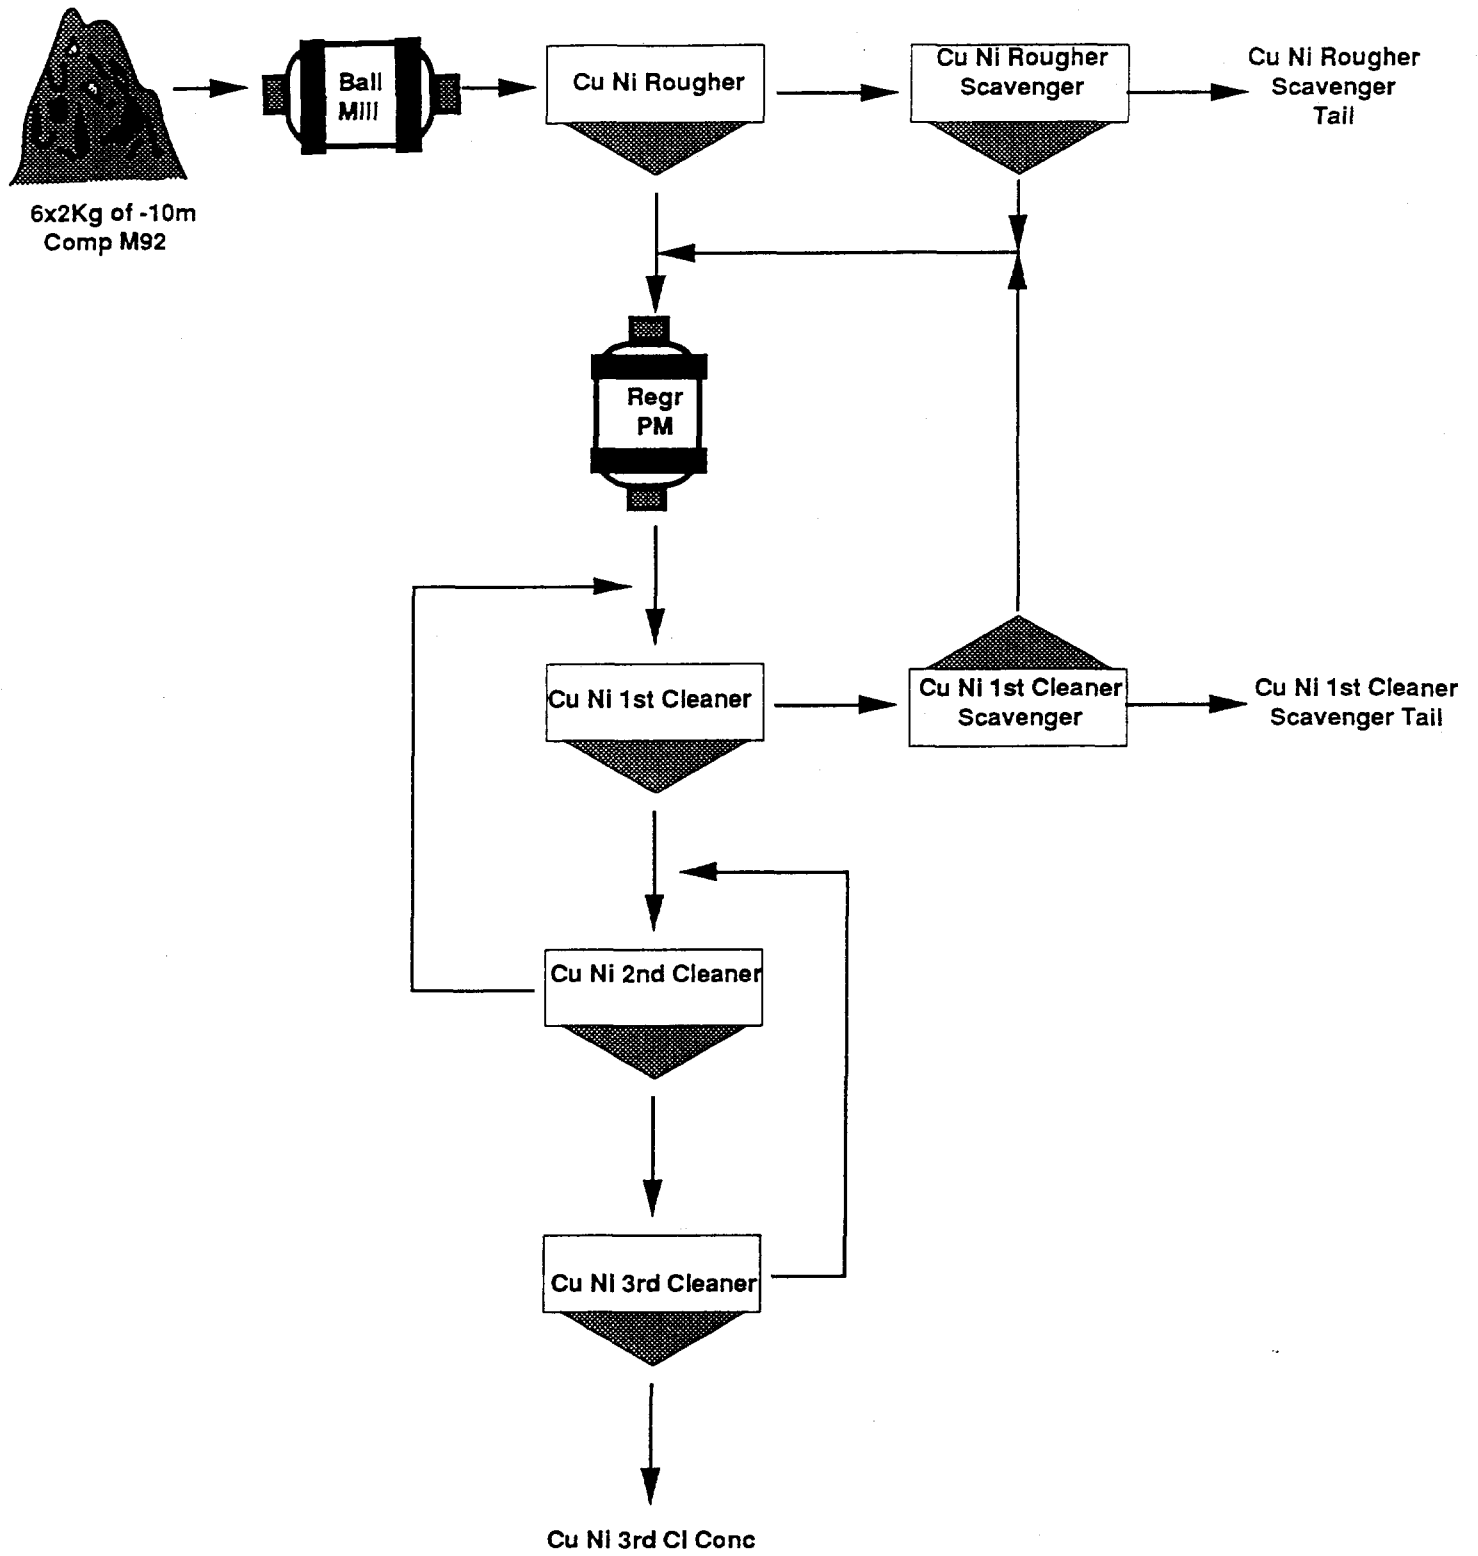 Ball
Mill
Cu Ni Rougher
Cu Ni Rougher
Scavenger
Cu Ni Rougher
Scavenger
Tail
6x2Kg of -10m
Comp M92
Regr
PM
Cu Ni 1st Cleaner
Cu Ni 1st Cleaner
Scavenger
Cu Ni 1st Cleaner
Scavenger Tail
Cu Ni 2nd Cleaner
Cu Ni 3rd Cleaner
Cu Ni 3rd Cl Conc